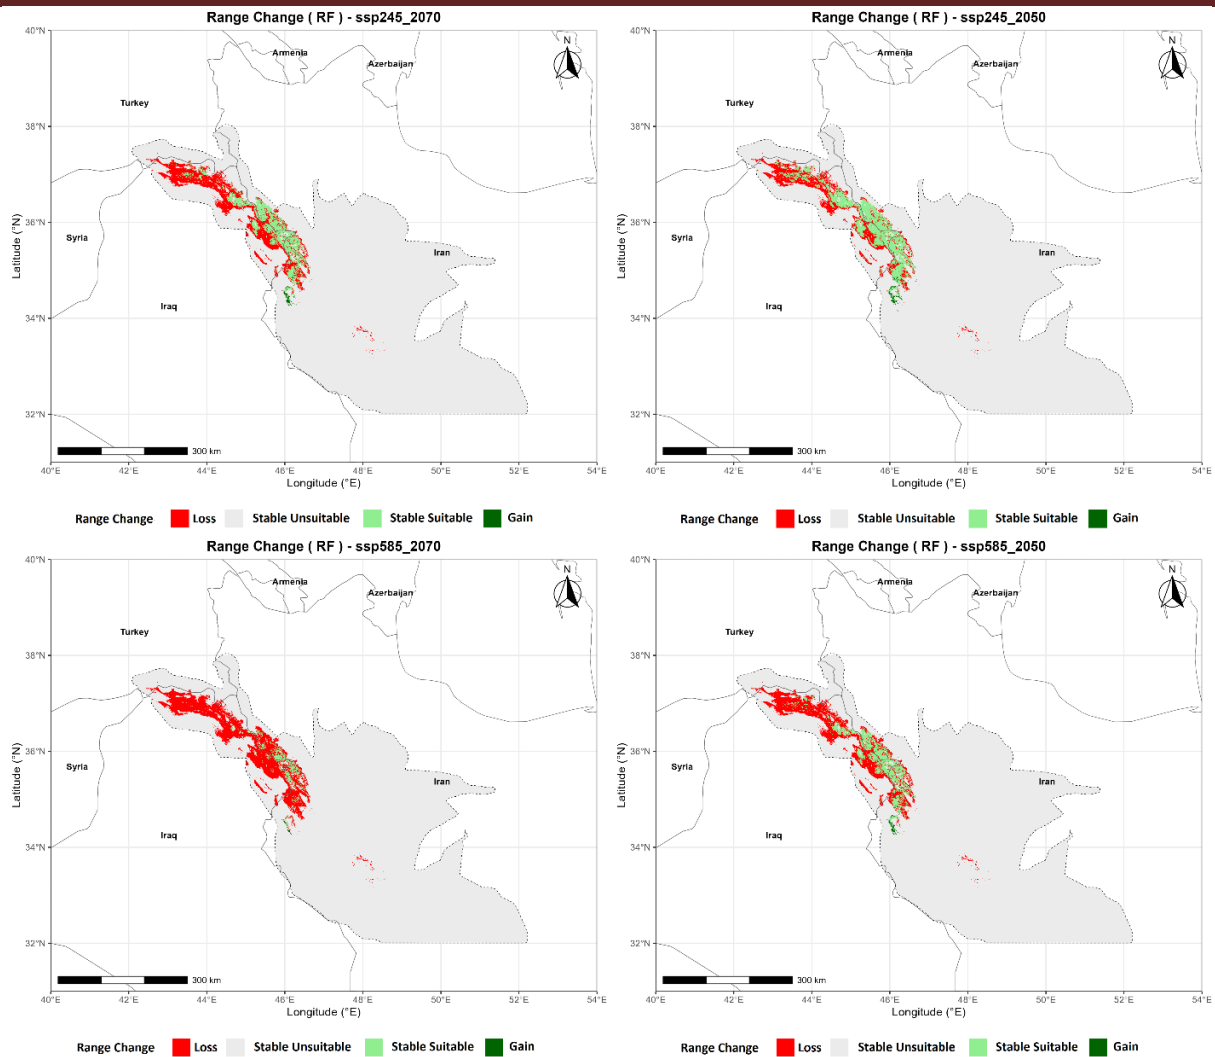 Range Change ( RF ) - ssp245_2070
40°N
38°N
36°N
34°N
32°N
Latitude (°N)
Armenia
Azerbaijan
Turkey
Syria
Iraq
Iran
N
300 km
40°E 42°E 44°E 46°E 48°E 50°E 52°E 54°E
Longitude (°E)
Range Change Loss Stable Unsuitable Stable Suitable Gain
Range Change ( RF ) - ssp245_2050
40°N
38°N
36°N
34°N
32°N
Latitude (°N)
Armenia
Azerbaijan
Turkey
Syria
Iraq
Iran
N
300 km
40°E 42°E 44°E 46°E 48°E 50°E 52°E 54°E
Longitude (°E)
Range Change Loss Stable Unsuitable Stable Suitable Gain
Range Change ( RF ) - ssp585_2070
40°N
38°N
36°N
34°N
32°N
Latitude (°N)
Armenia
Azerbaijan
Turkey
Syria
Iraq
Iran
N
300 km
40°E 42°E 44°E 46°E 48°E 50°E 52°E 54°E
Longitude (°E)
Range Change Loss Stable Unsuitable Stable Suitable Gain
Range Change ( RF ) - ssp585_2050
40°N
38°N
36°N
34°N
32°N
Latitude (°N)
Armenia
Azerbaijan
Turkey
Syria
Iraq
Iran
N
300 km
40°E 42°E 44°E 46°E 48°E 50°E 52°E 54°E
Longitude (°E)
Range Change Loss Stable Unsuitable Stable Suitable Gain